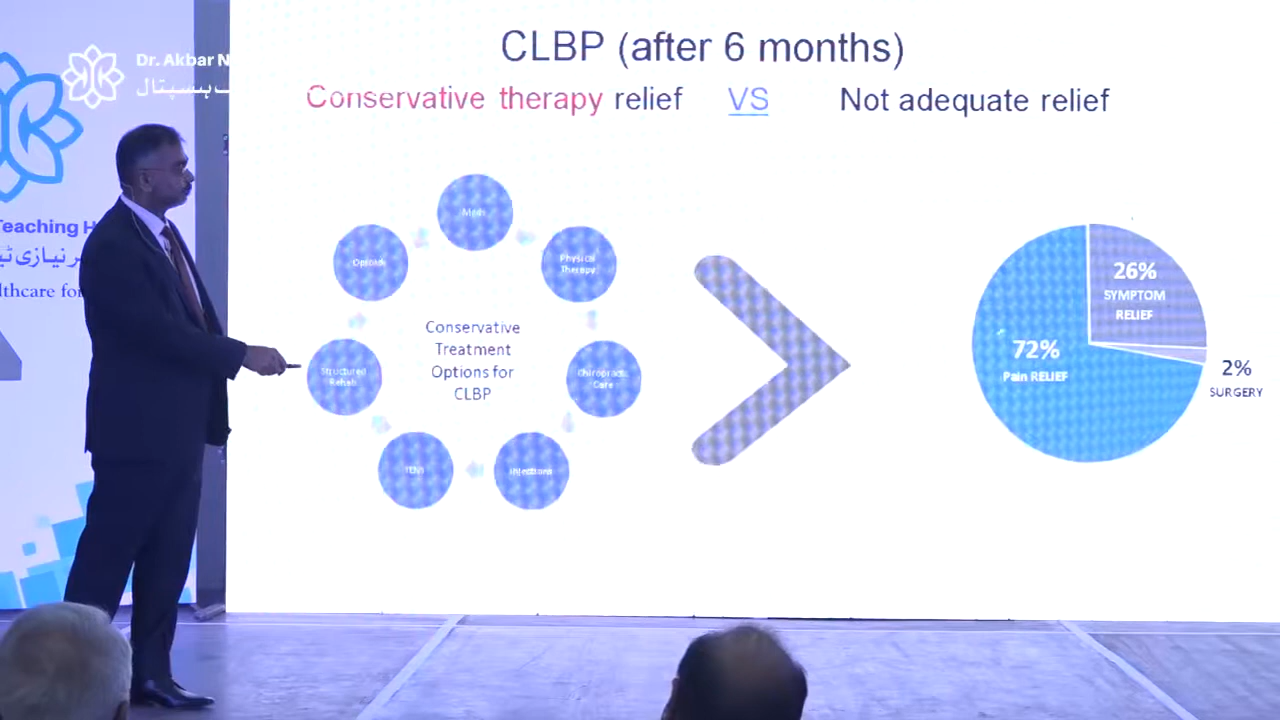 CLBP (after 6 months)
Conservative therapy relief VS Not adequate relief
Dr. Akbar N
ہسپتال
Teaching H
نیازی ٹی
lthcare for
Meds
Physical
Therapy
Chiropractic
Care
Injections
TENS
Structured
Rehab
Opioids
Conservative
Treatment
Options for
CLBP
26%
SYMPTOM
RELIEF
72%
Pain RELIEF
2%
SURGERY